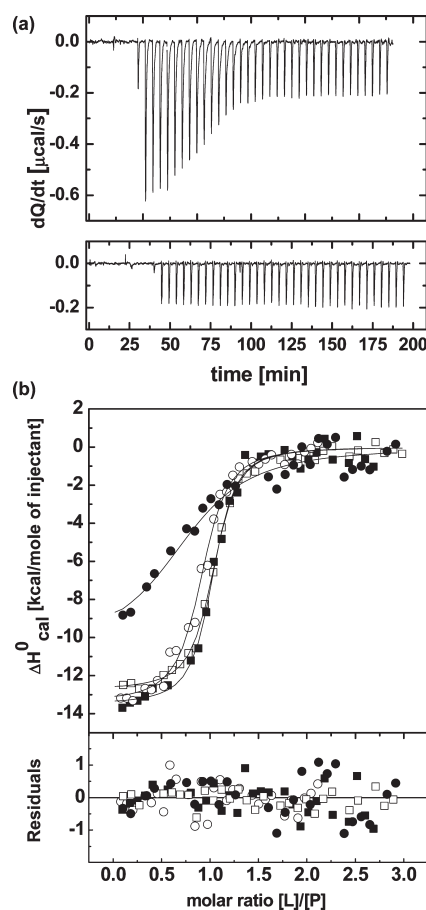 (a)
0.0
-0.2
-0.4
-0.6
dQ/dt [µcal/s]
0.0
-0.2
0 25 50 75 100 125 150 175 200
time [min]
(b)
2
0
-2
-4
-6
-8
-10
-12
-14
ΔH⁰cal [kcal/mole of injectant]
1
0
-1
Residuals
0.0 0.5 1.0 1.5 2.0 2.5 3.0
molar ratio [L]/[P]